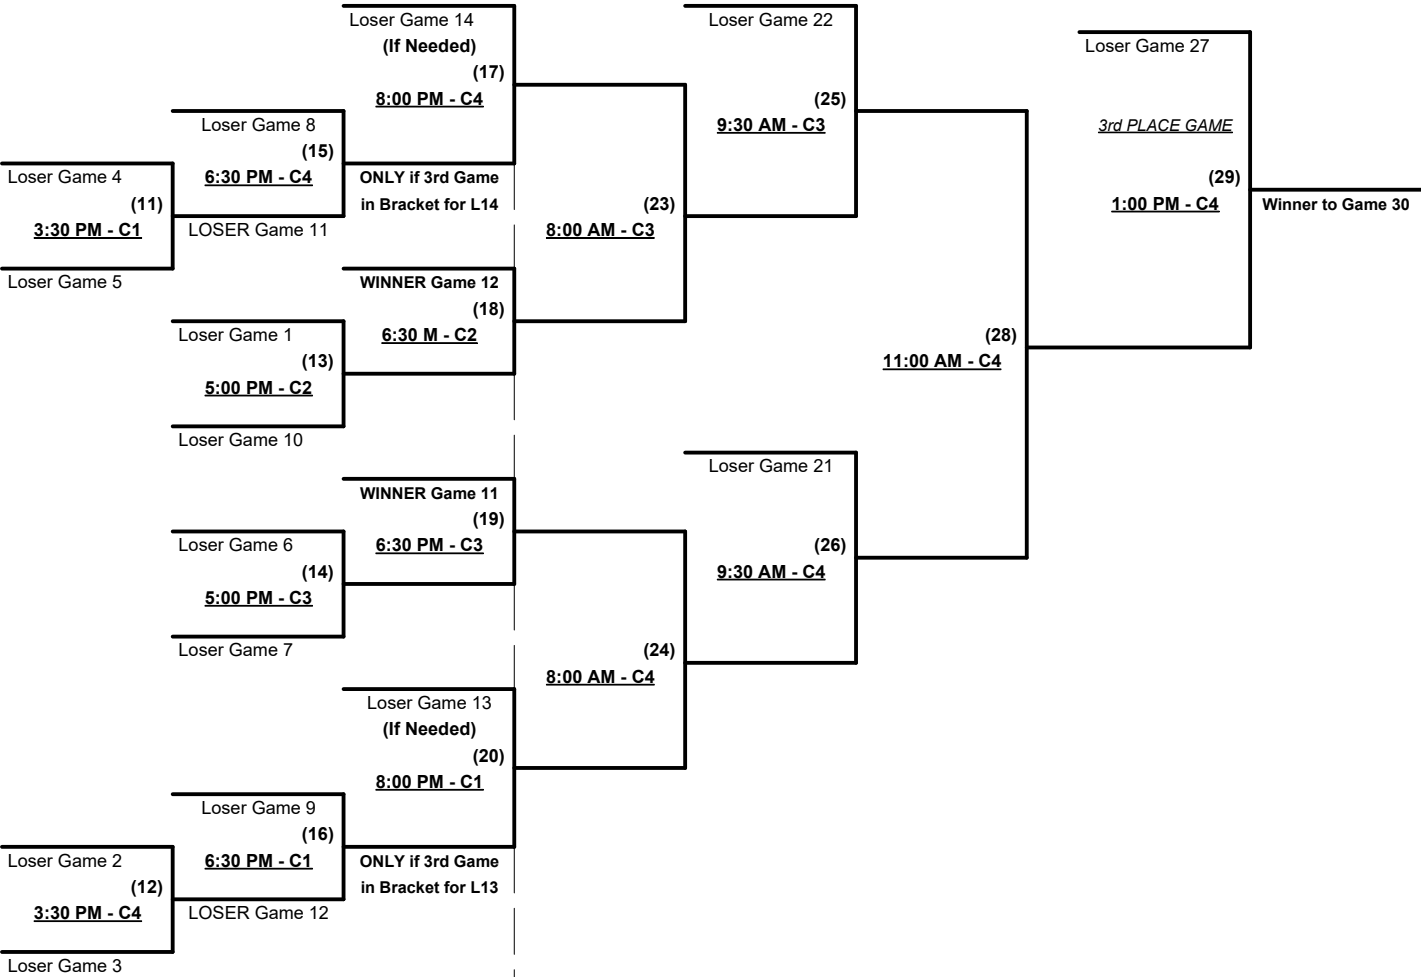 Loser Game 14
(If Needed)
(17)
8:00 PM - C4
Loser Game 22
Loser Game 27
(25)
9:30 AM - C3
3rd PLACE GAME
(29)
1:00 PM - C4
Winner to Game 30
Loser Game 8
(15)
6:30 PM - C4
ONLY if 3rd Game
in Bracket for L14
Loser Game 4
(11)
3:30 PM - C1
LOSER Game 11
Loser Game 5
(23)
8:00 AM - C3
WINNER Game 12
(18)
6:30 M - C2
Loser Game 1
(13)
5:00 PM - C2
Loser Game 10
(28)
11:00 AM - C4
WINNER Game 11
(19)
6:30 PM - C3
Loser Game 21
(26)
9:30 AM - C4
Loser Game 6
(14)
5:00 PM - C3
Loser Game 7
(24)
8:00 AM - C4
Loser Game 13
(If Needed)
(20)
8:00 PM - C1
Loser Game 9
(16)
6:30 PM - C1
ONLY if 3rd Game
in Bracket for L13
Loser Game 2
(12)
3:30 PM - C4
LOSER Game 12
Loser Game 3